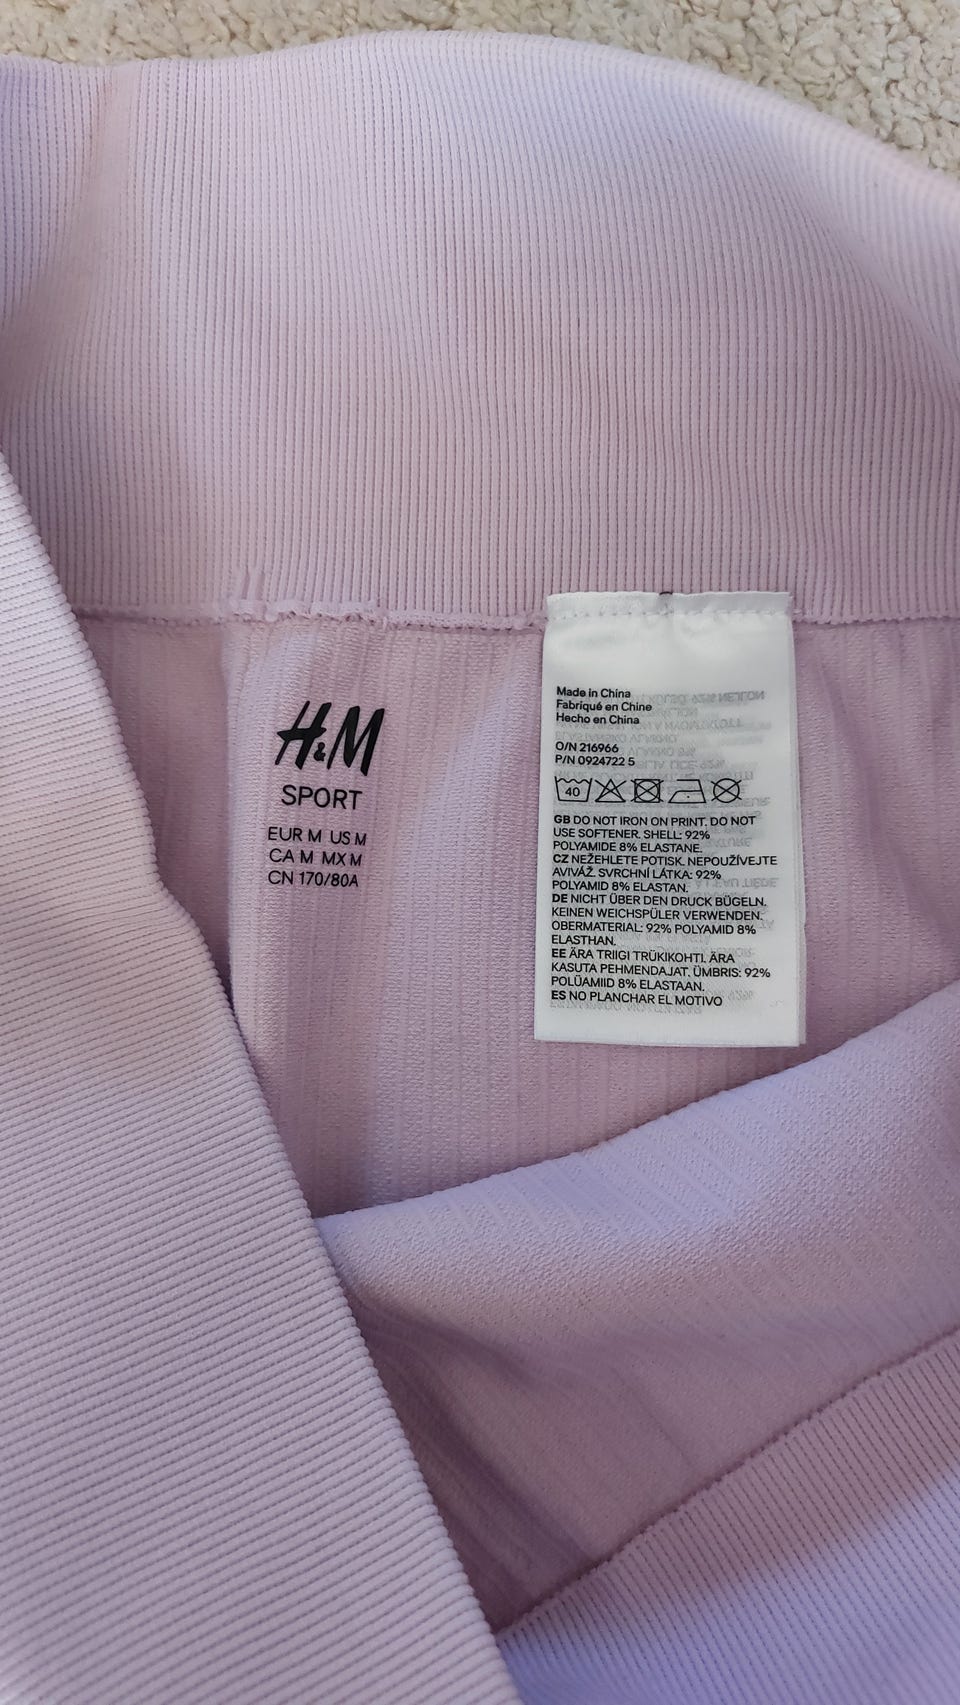 H&M
SPORT
EUR M US M
CA M MX M
CN 170/80A
Made in China
Fabriqué en Chine
Hecho en China
O/N 216966
P/N 0924722 5
40
GB DO NOT IRON ON PRINT. DO NOT
USE SOFTENER. SHELL: 92%
POLYAMIDE 8% ELASTANE.
CZ NEŽEHLETE POTISK. NEPOUŽÍVEJTE
AVIVÁŽ. SVRCHNÍ LÁTKA: 92%
POLYAMID 8% ELASTAN.
DE NICHT ÜBER DEN DRUCK BÜGELN.
KEINEN WEICHSPÜLER VERWENDEN.
OBERMATERIAL: 92% POLYAMID 8%
ELASTHAN.
EE ÄRA TRIIGI TRÜKIKOHTI. ÄRA
KASUTA PEHMENDAJAT. ÜMBRIS: 92%
POLÜAMIID 8% ELASTAAN.
ES NO PLANCHAR EL MOTIVO